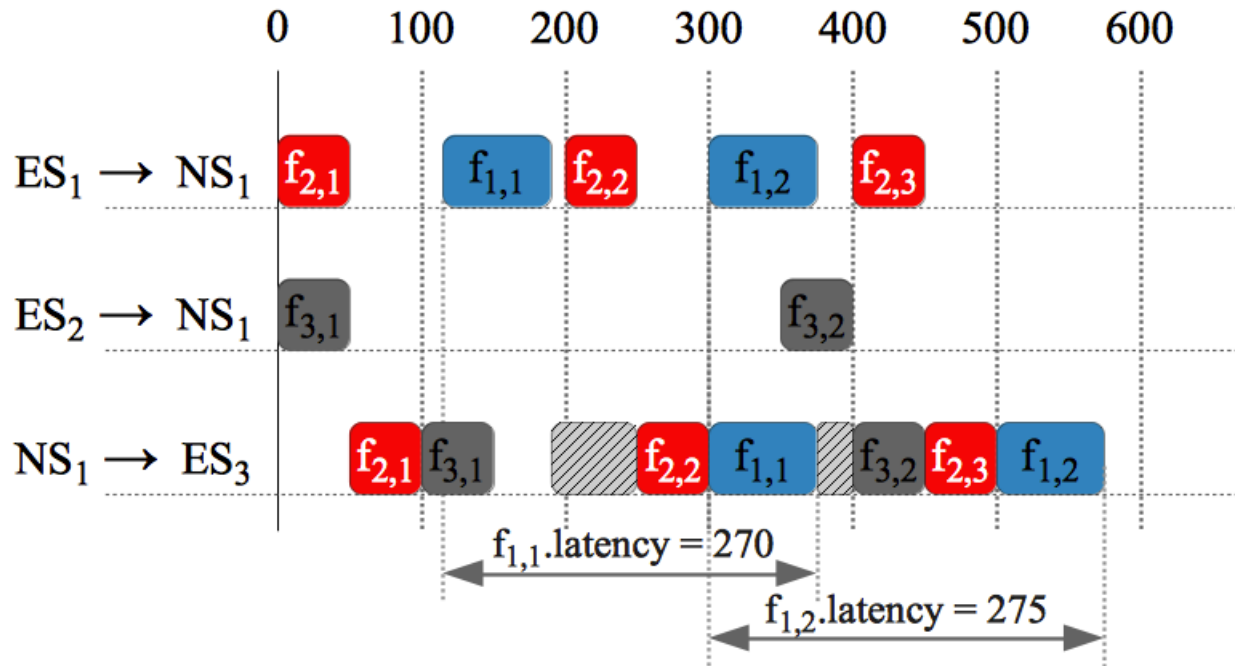 0 100 200 300 400 500 600
ES₁ → NS₁ f₂,₁ f₁,₁ f₂,₂ f₁,₂ f₂,₃
ES₂ → NS₁ f₃,₁ f₃,₂
NS₁ → ES₃ f₂,₁ f₃,₁ f₂,₂ f₁,₁ f₃,₂ f₂,₃ f₁,₂
f₁,₁.latency = 270
f₁,₂.latency = 275